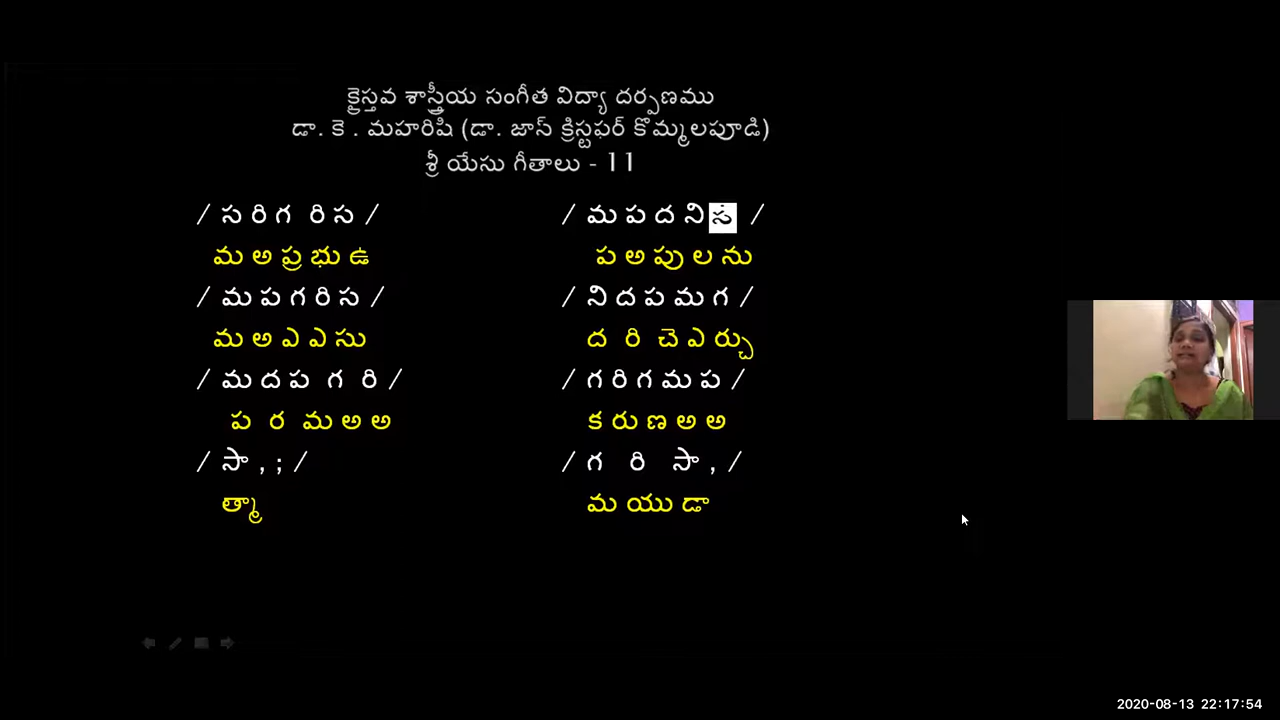 క్రైస్తవ శాస్త్రీయ సంగీత విద్యా దర్పణము
డా. కె . మహరిషి (డా. జాస్ క్రిస్టఫర్ కొమ్మలపూడి)
శ్రీ యేసు గీతాలు - 11
/ స రి గ రి స / / మ ప ద ని స̇ /
మ అ ప్ర భు ఉ ప అ పు ల ను
/ మ ప గ రి స / / ని ద ప మ గ /
మ అ ఎ ఎ సు ద రి చె ఎ ర్చు
/ మ ద ప గ రి / / గ రి గ మ ప /
ప ర మ అ అ క రు ణ అ అ
/ సా , ; / / గ రి సా , /
త్మా మ యు డా
2020-08-13 22:17:54